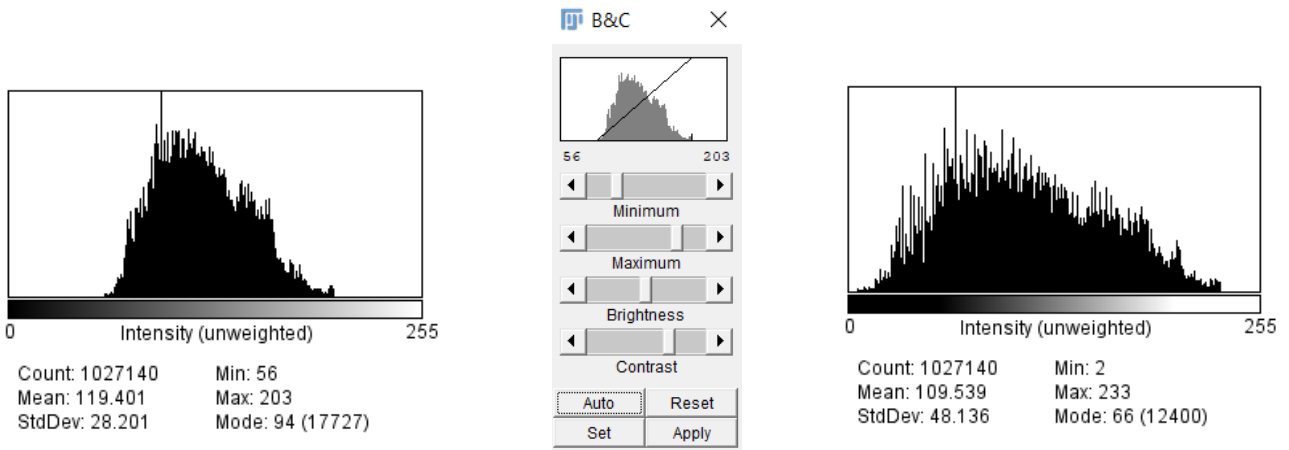 0 255
Intensity (unweighted)
Count: 1027140 Min: 56
Mean: 119.401 Max: 203
StdDev: 28.201 Mode: 94 (17727)
B&C
56 203
Minimum
Maximum
Brightness
Contrast
Auto Reset
Set Apply
0 255
Intensity (unweighted)
Count: 1027140 Min: 2
Mean: 109.539 Max: 233
StdDev: 48.136 Mode: 66 (12400)